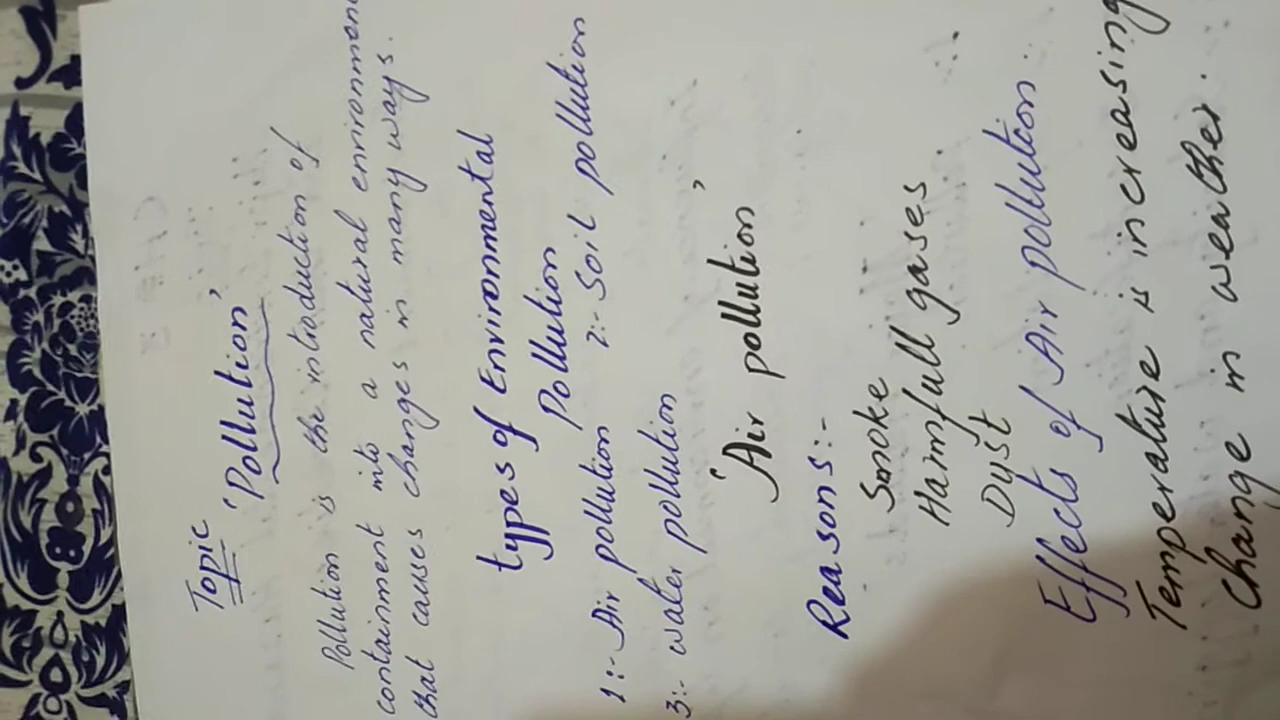 Topic
'Pollution'
Pollution is the introduction of
containment into a natural environment
that causes changes in many ways.
types of Environmental
Pollution
1:- Air pollution 2:- Soil pollution
3:- water pollution
'Air pollution'
Reasons:-
Smoke
Harmfull gases
Dust
Effects of Air pollution
Temperature is increasing
Change in weather.